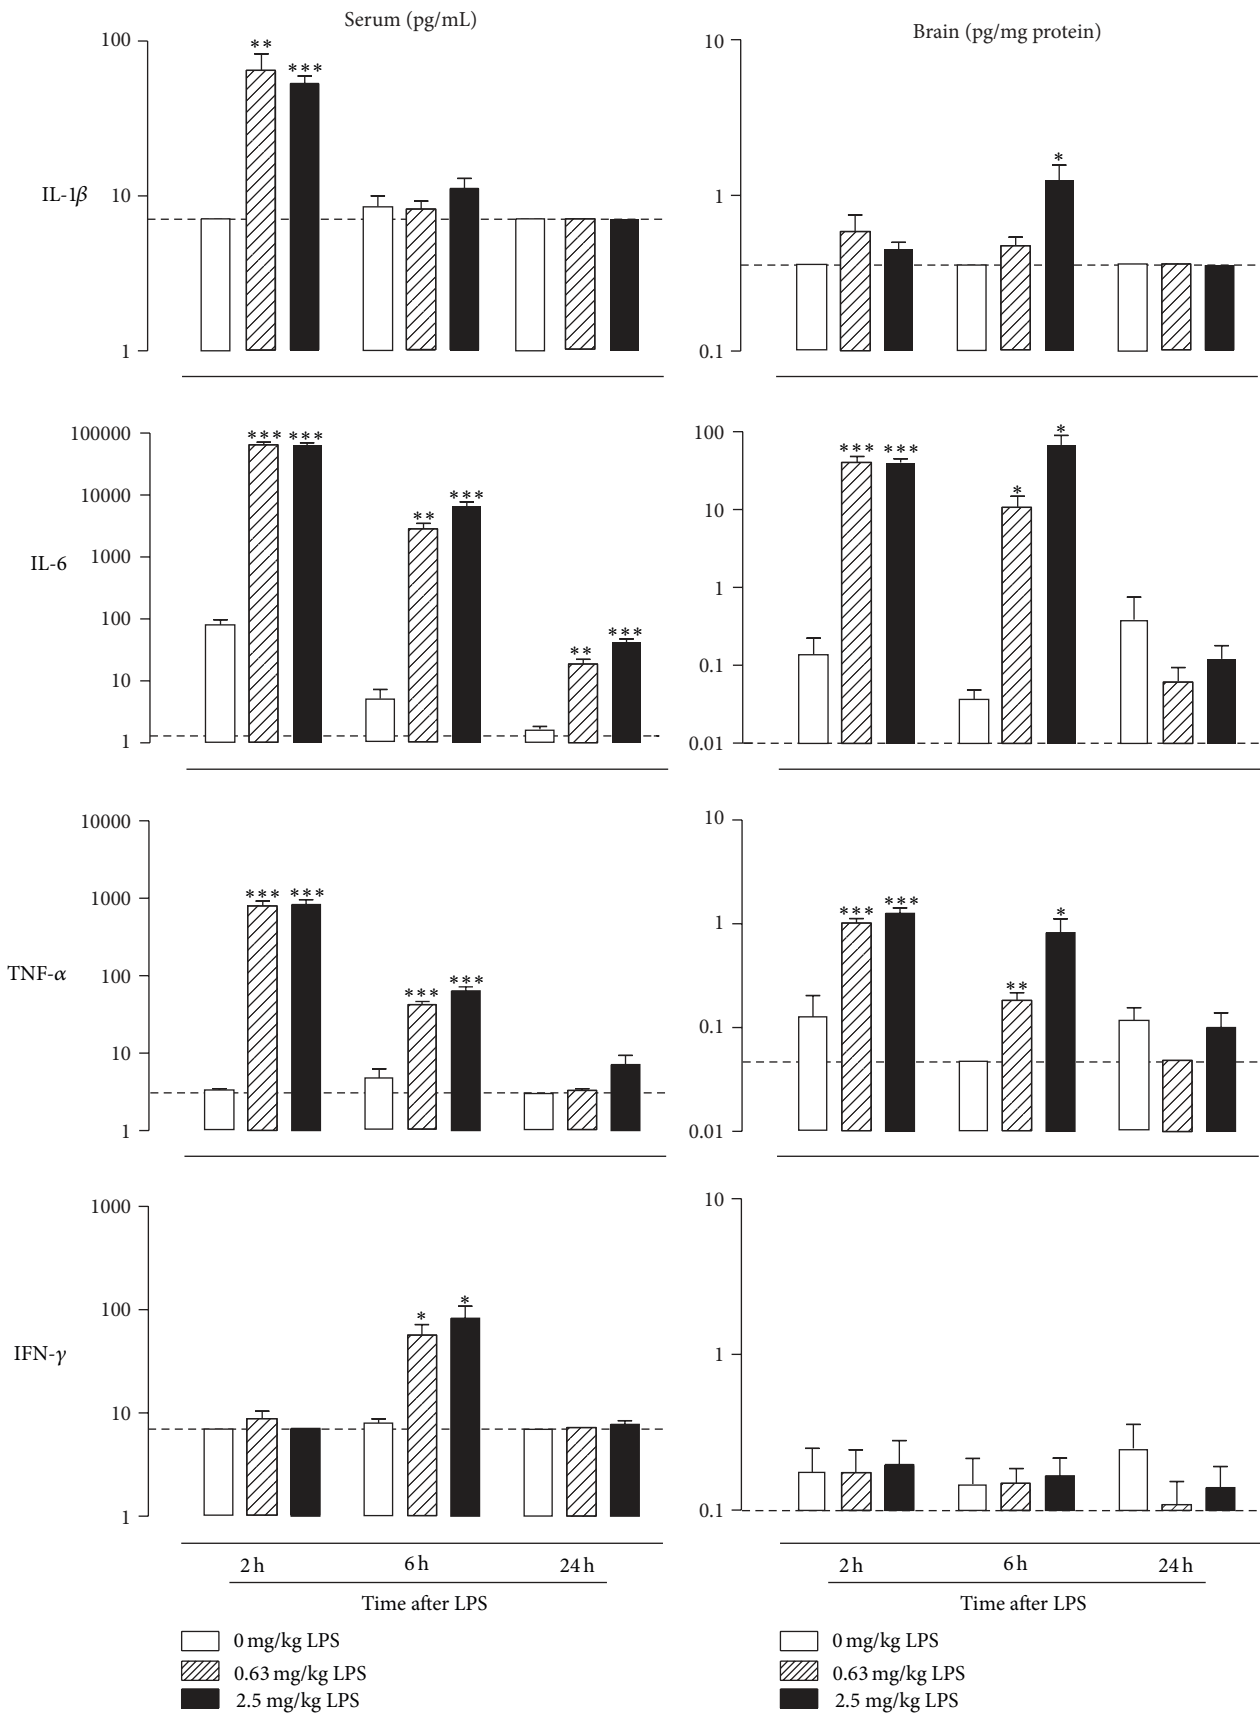 Serum (pg/mL)
Brain (pg/mg protein)
IL-1β
100
10
1
** ***
10
1
0.1
*
IL-6
100000
10000
1000
100
10
1
*** ***
** ***
** ***
100
10
1
0.1
0.01
*** ***
* *
TNF-α
10000
1000
100
10
1
*** ***
*** ***
10
1
0.1
0.01
*** ***
** *
IFN-γ
1000
100
10
1
* *
10
1
0.1
2 h 6 h 24 h
Time after LPS
2 h 6 h 24 h
Time after LPS
0 mg/kg LPS
0.63 mg/kg LPS
2.5 mg/kg LPS
0 mg/kg LPS
0.63 mg/kg LPS
2.5 mg/kg LPS